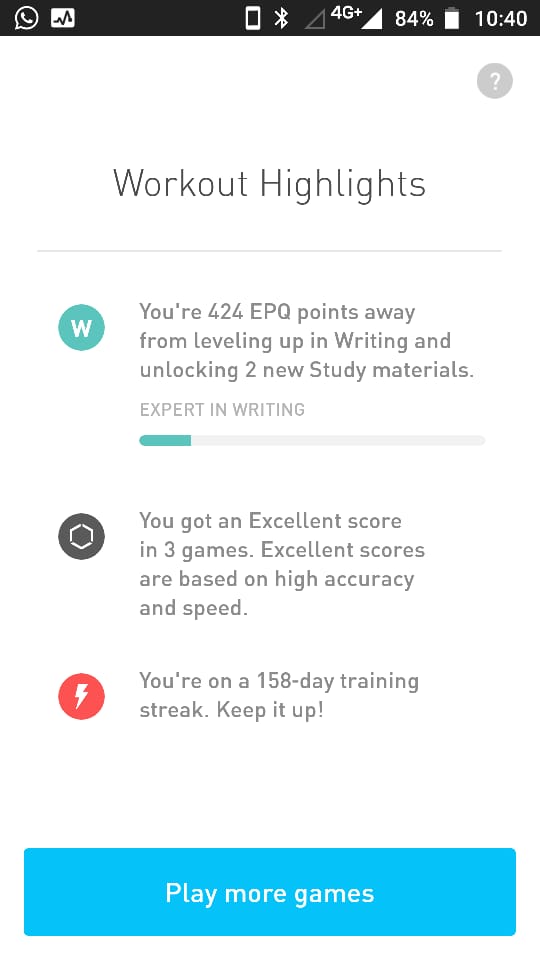 4G+ 84% 10:40
?
Workout Highlights
W
You're 424 EPQ points away
from leveling up in Writing and
unlocking 2 new Study materials.
EXPERT IN WRITING
You got an Excellent score
in 3 games. Excellent scores
are based on high accuracy
and speed.
You're on a 158-day training
streak. Keep it up!
Play more games